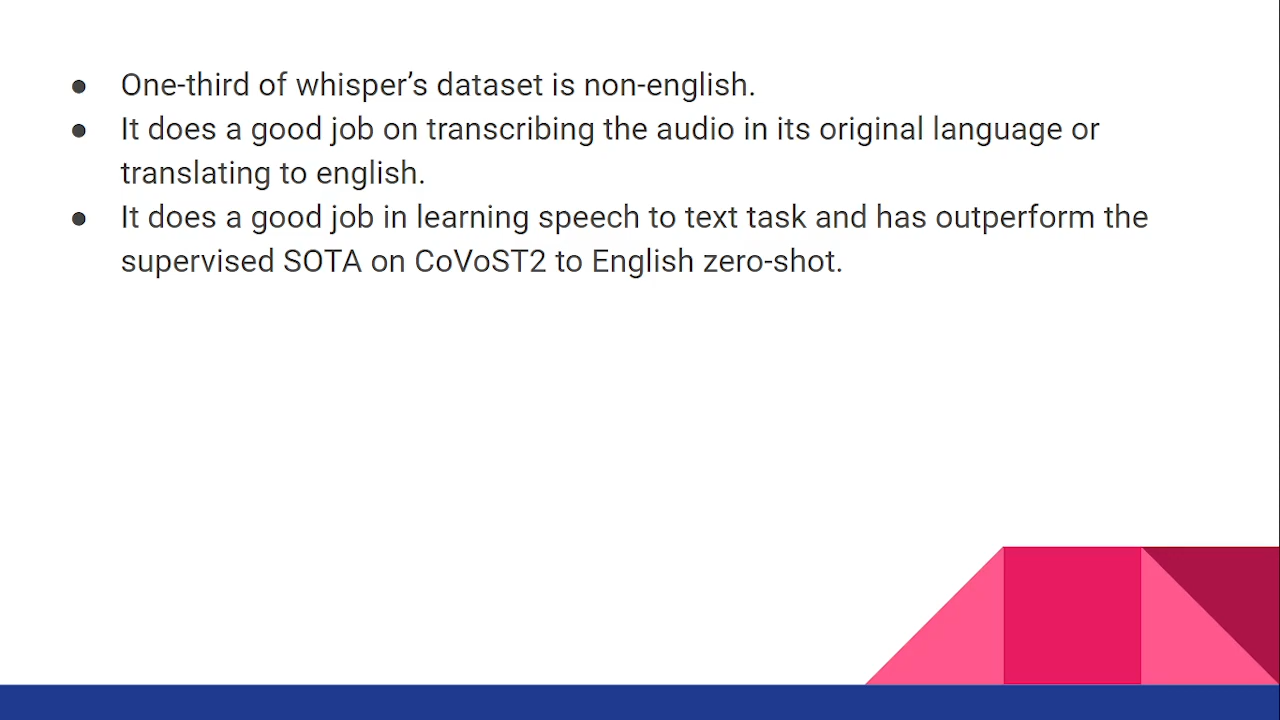 ● One-third of whisper's dataset is non-english.
● It does a good job on transcribing the audio in its original language or
translating to english.
● It does a good job in learning speech to text task and has outperform the
supervised SOTA on CoVoST2 to English zero-shot.